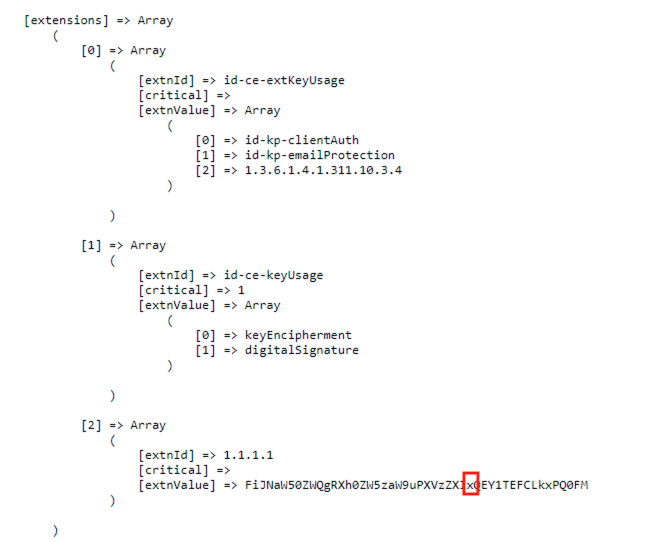 [extensions] => Array
(
[0] => Array
(
[extnId] => id-ce-extKeyUsage
[critical] =>
[extnValue] => Array
(
[0] => id-kp-clientAuth
[1] => id-kp-emailProtection
[2] => 1.3.6.1.4.1.311.10.3.4
)
)
[1] => Array
(
[extnId] => id-ce-keyUsage
[critical] => 1
[extnValue] => Array
(
[0] => keyEncipherment
[1] => digitalSignature
)
)
[2] => Array
(
[extnId] => 1.1.1.1
[critical] =>
[extnValue] => FiJNaW50ZWQgRXh0ZW5zaW9uPXVzZXIxQEY1TEFCLkxPQ0FM
)
)